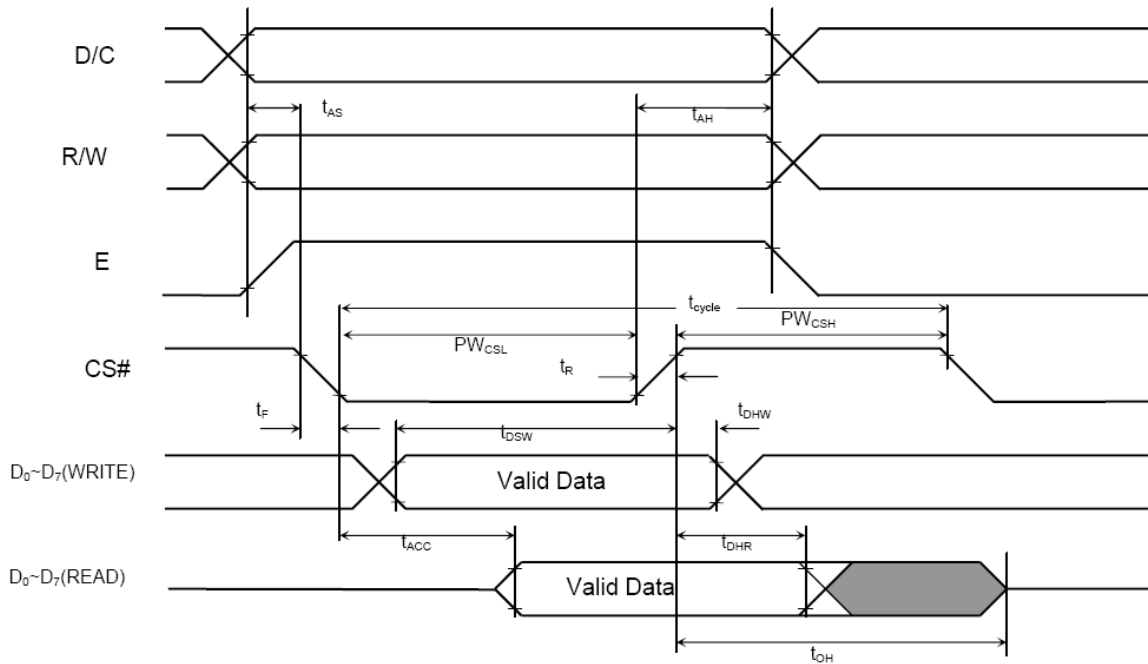 D/C
tAS
tAH
R/W
E
tcycle
PWCSL
PWCSH
CS#
tR
tF
tDSW
tDHW
D0~D7(WRITE)
Valid Data
tACC
tDHR
D0~D7(READ)
Valid Data
tOH